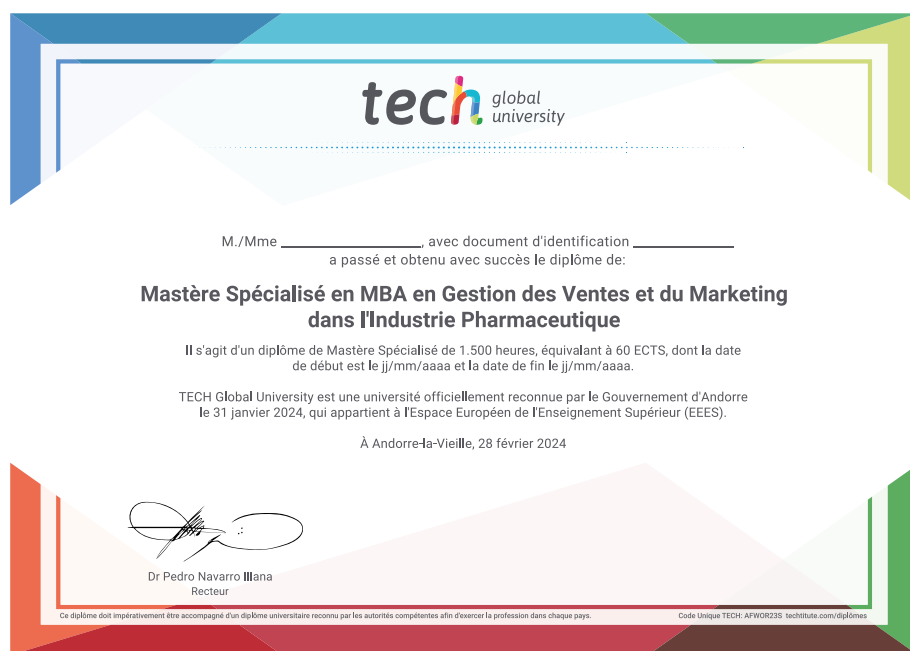 tech global
university
M./Mme ____________________, avec document d'identification ______________
a passé et obtenu avec succès le diplôme de:
Mastère Spécialisé en MBA en Gestion des Ventes et du Marketing
dans l'Industrie Pharmaceutique
Il s'agit d'un diplôme de Mastère Spécialisé de 1.500 heures, équivalant à 60 ECTS, dont la date
de début est le jj/mm/aaaa et la date de fin le jj/mm/aaaa.
TECH Global University est une université officiellement reconnue par le Gouvernement d'Andorre
le 31 janvier 2024, qui appartient à l'Espace Européen de l'Enseignement Supérieur (EEES).
À Andorre-la-Vieille, 28 février 2024
Dr Pedro Navarro Illana
Recteur
Ce diplôme doit impérativement être accompagné d'un diplôme universitaire reconnu par les autorités compétentes afin d'exercer la profession dans chaque pays.
Code Unique TECH: AFWOR23S techtitute.com/diplômes